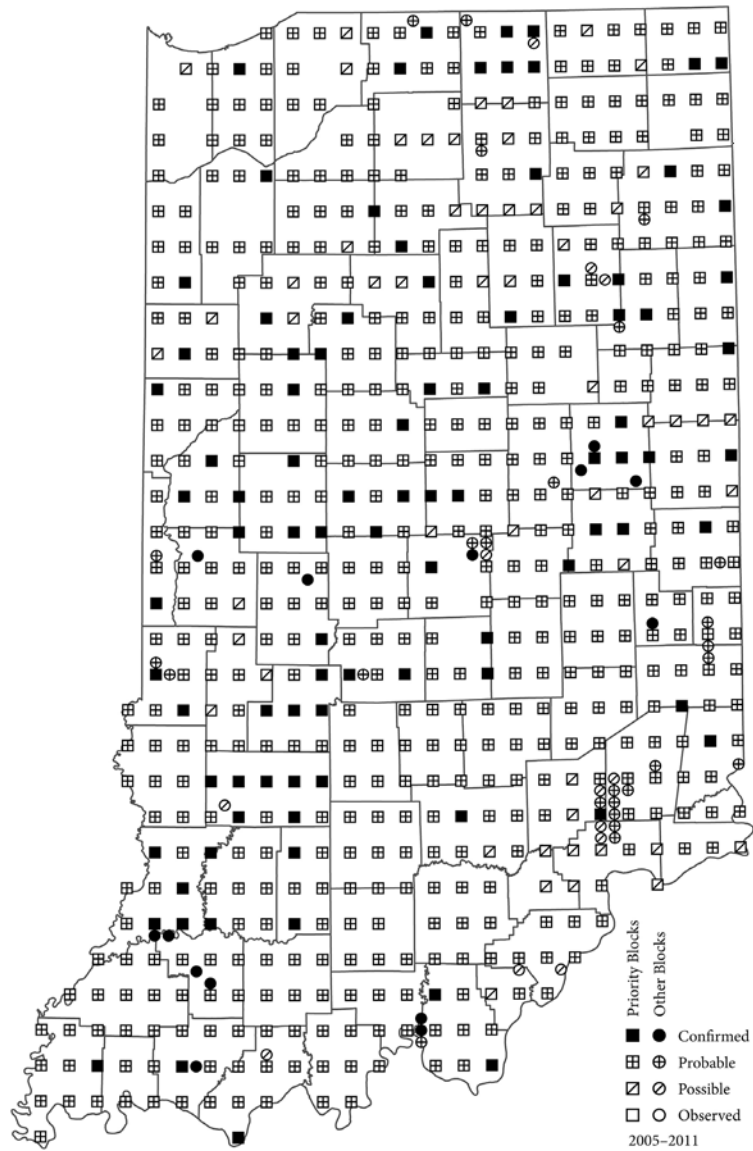 Priority Blocks
Other Blocks
Confirmed
Probable
Possible
Observed
2005–2011